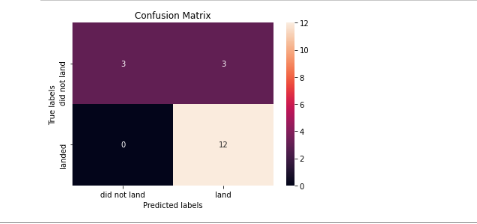 Confusion Matrix
True labels
did not land
landed
3 3
0 12
did not land land
Predicted labels
12
10
8
6
4
2
0